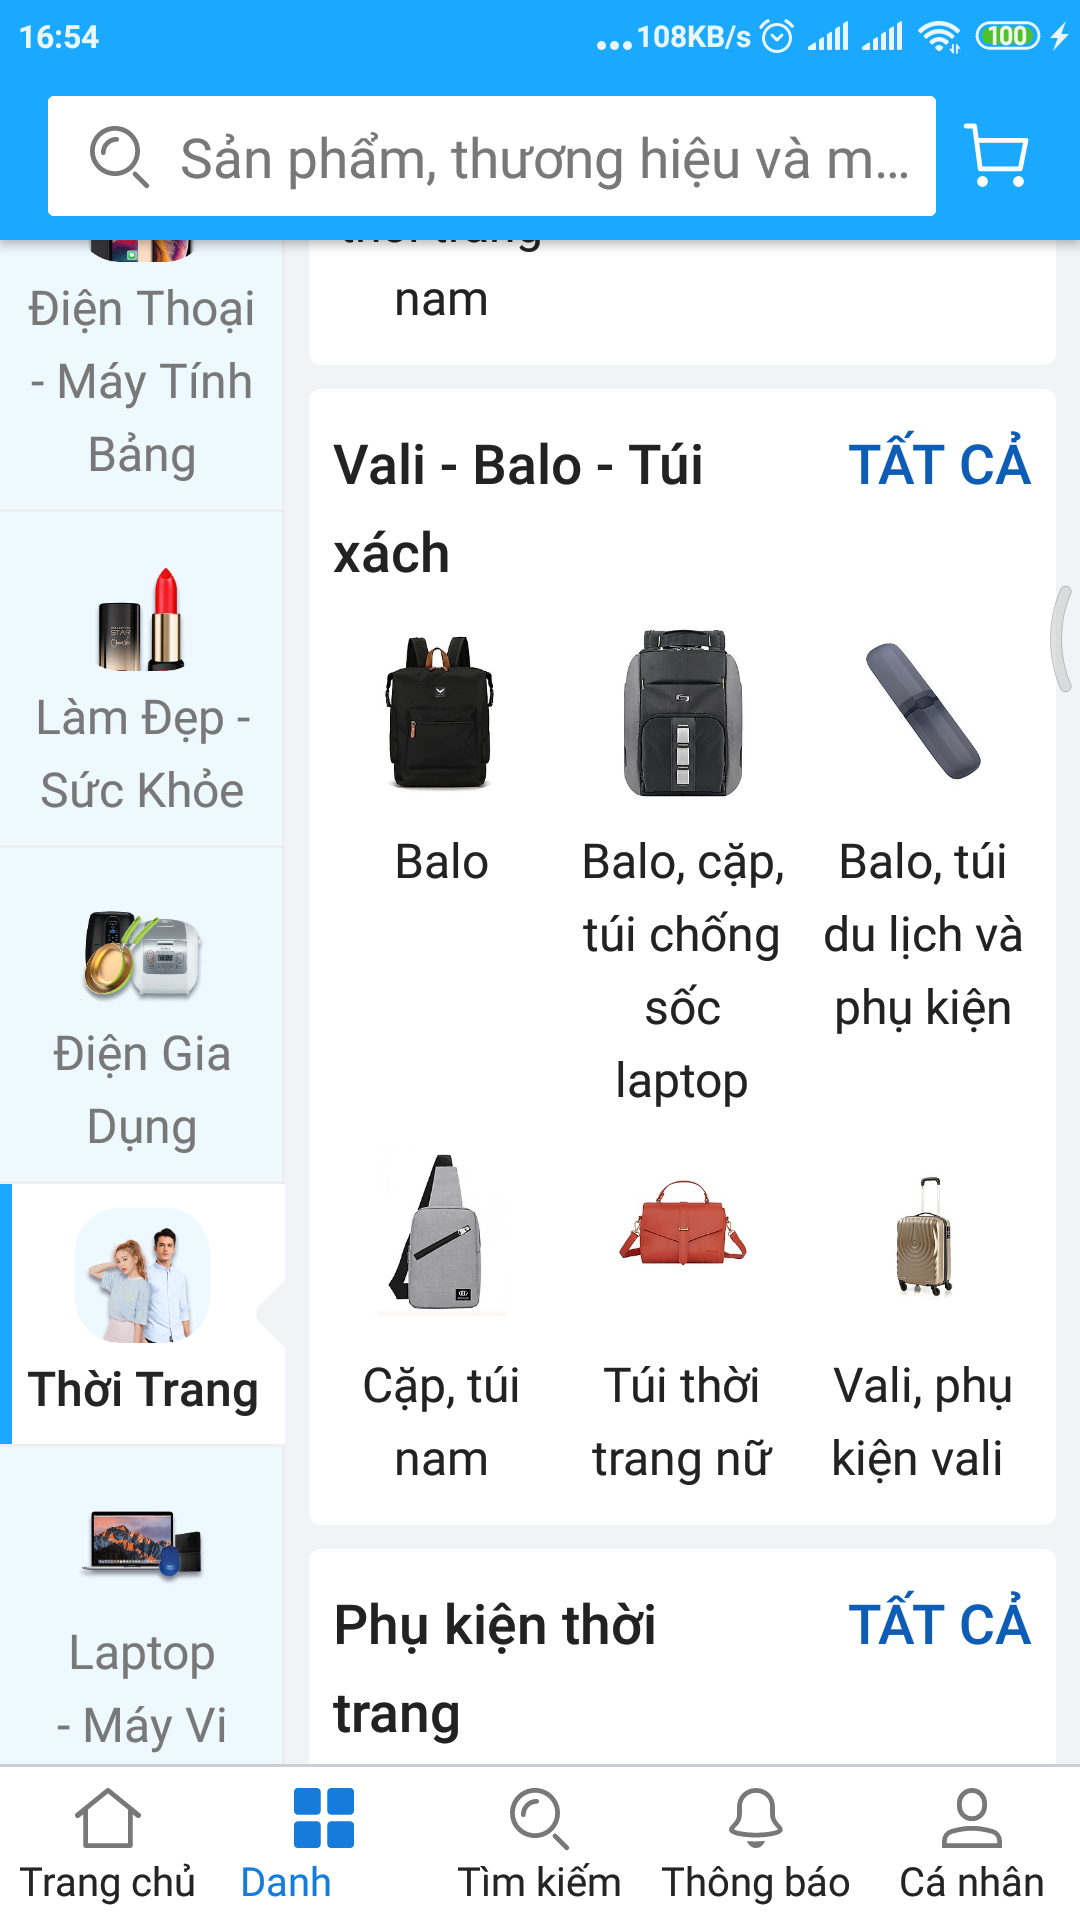 16:54
...108KB/s
100
Sản phẩm, thương hiệu và m...
thời trang
nam
Điện Thoại
- Máy Tính
Bảng
Làm Đẹp -
Sức Khỏe
Điện Gia
Dụng
Thời Trang
Laptop
- Máy Vi
Vali - Balo - Túi
xách
TẤT CẢ
Balo
Balo, cặp,
túi chống
sốc
laptop
Balo, túi
du lịch và
phụ kiện
Cặp, túi
nam
Túi thời
trang nữ
Vali, phụ
kiện vali
Phụ kiện thời
trang
TẤT CẢ
Trang chủ
Danh
Tìm kiếm
Thông báo
Cá nhân